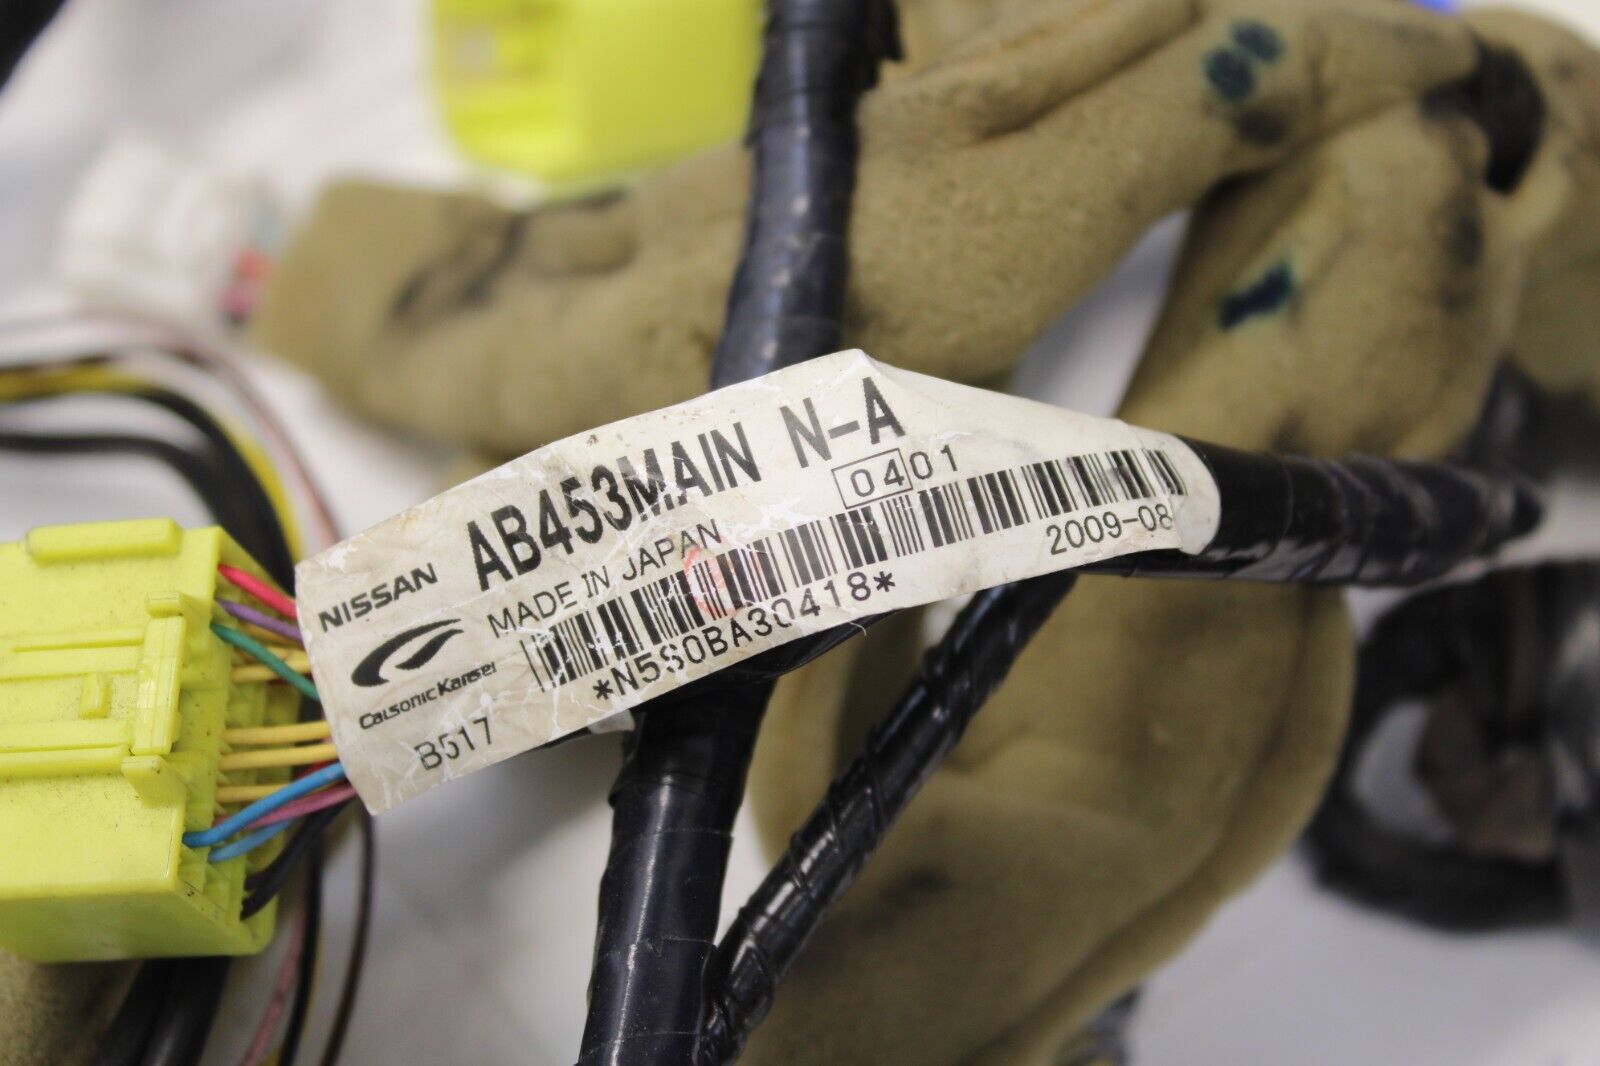 AB453MAIN N-A
0401
NISSAN
MADE IN JAPAN
2009-08
Calsonic Kansei
*N5S0BA30418*
B517